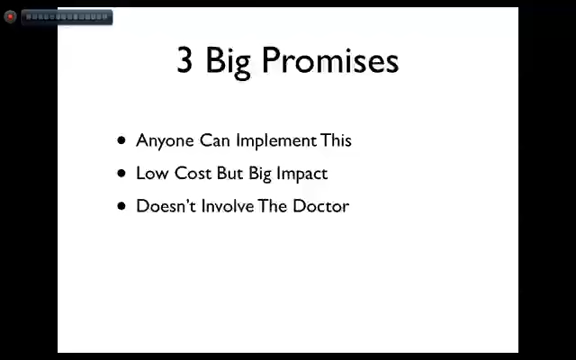 3 Big Promises
• Anyone Can Implement This
• Low Cost But Big Impact
• Doesn't Involve The Doctor